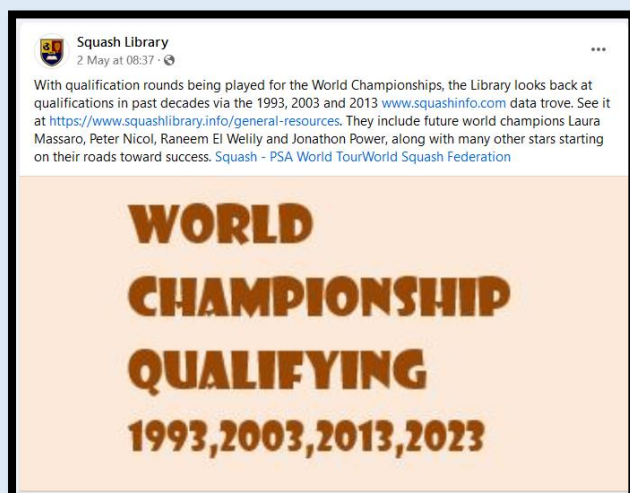 Squash Library
2 May at 08:37 ·
With qualification rounds being played for the World Championships, the Library looks back at
qualifications in past decades via the 1993, 2003 and 2013 www.squashinfo.com data trove. See it
at https://www.squashlibrary.info/general-resources. They include future world champions Laura
Massaro, Peter Nicol, Raneem El Welily and Jonathon Power, along with many other stars starting
on their roads toward success. Squash - PSA World TourWorld Squash Federation
WORLD
CHAMPIONSHIP
QUALIFYING
1993,2003,2013,2023